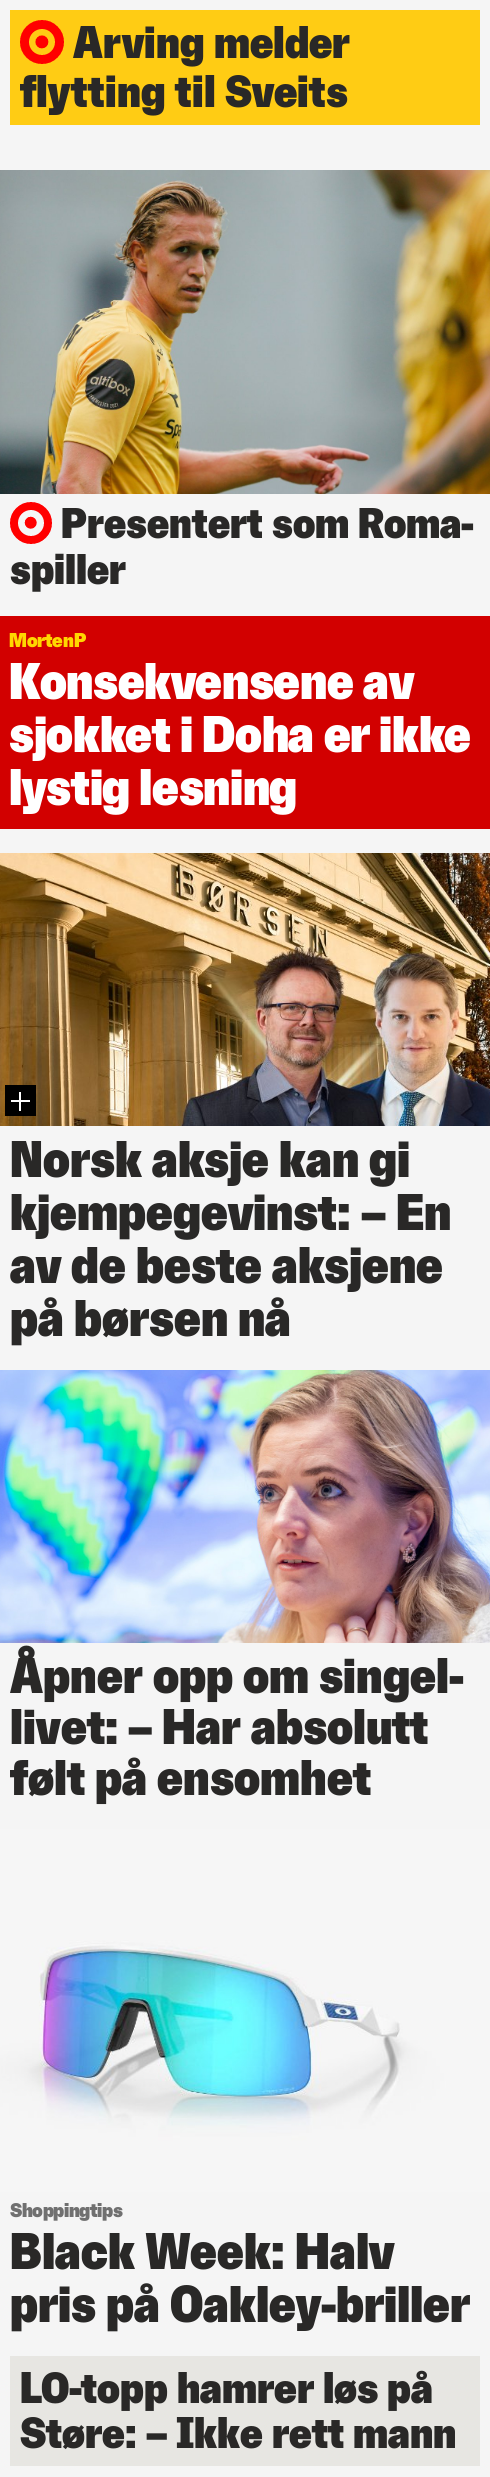 Arving melder
flytting til Sveits
altibox
Presentert som Roma-
spiller
MortenP
Konsekvensene av
sjokket i Doha er ikke
lystig lesning
BØRSEN
Norsk aksje kan gi
kjempegevinst: – En
av de beste aksjene
på børsen nå
Åpner opp om singel-
livet: – Har absolutt
følt på ensomhet
Shoppingtips
Black Week: Halv
pris på Oakley-briller
LO-topp hamrer løs på
Støre: – Ikke rett mann